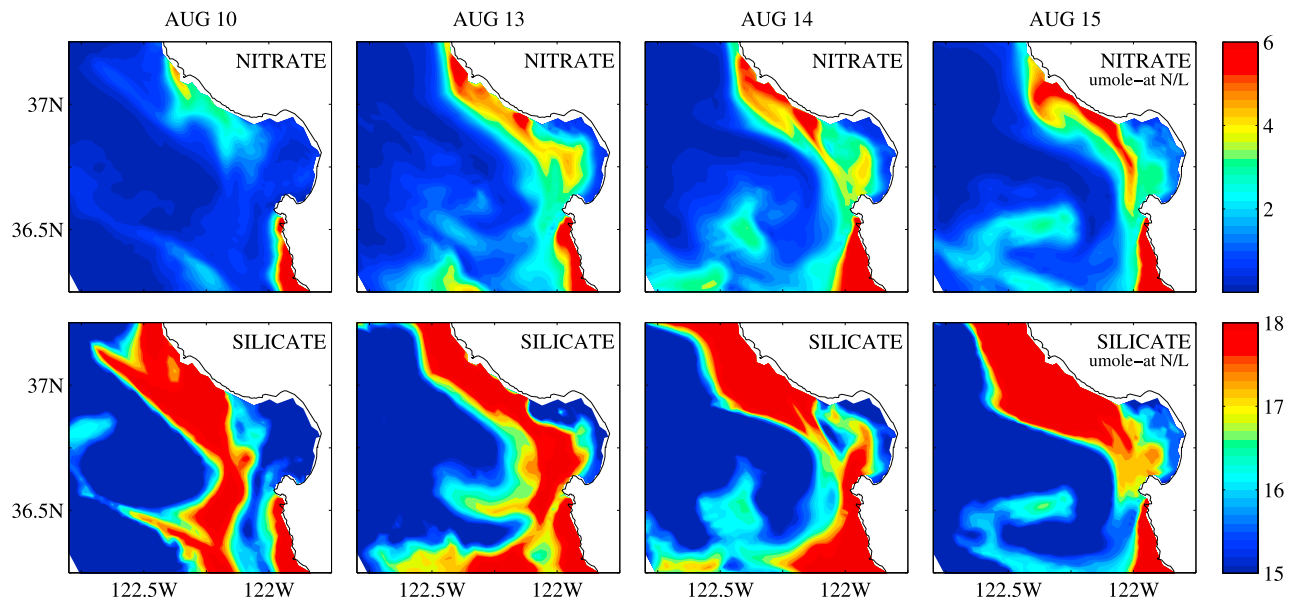 AUG 10 AUG 13 AUG 14 AUG 15
NITRATE NITRATE NITRATE NITRATE
umole-at N/L
6
4
2
37N
36.5N
SILICATE SILICATE SILICATE SILICATE
umole-at N/L
18
17
16
15
37N
36.5N
122.5W 122W 122.5W 122W 122.5W 122W 122.5W 122W